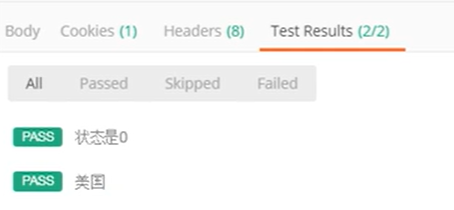 Body Cookies (1) Headers (8) Test Results (2/2)
All Passed Skipped Failed
PASS 状态是0
PASS 美国